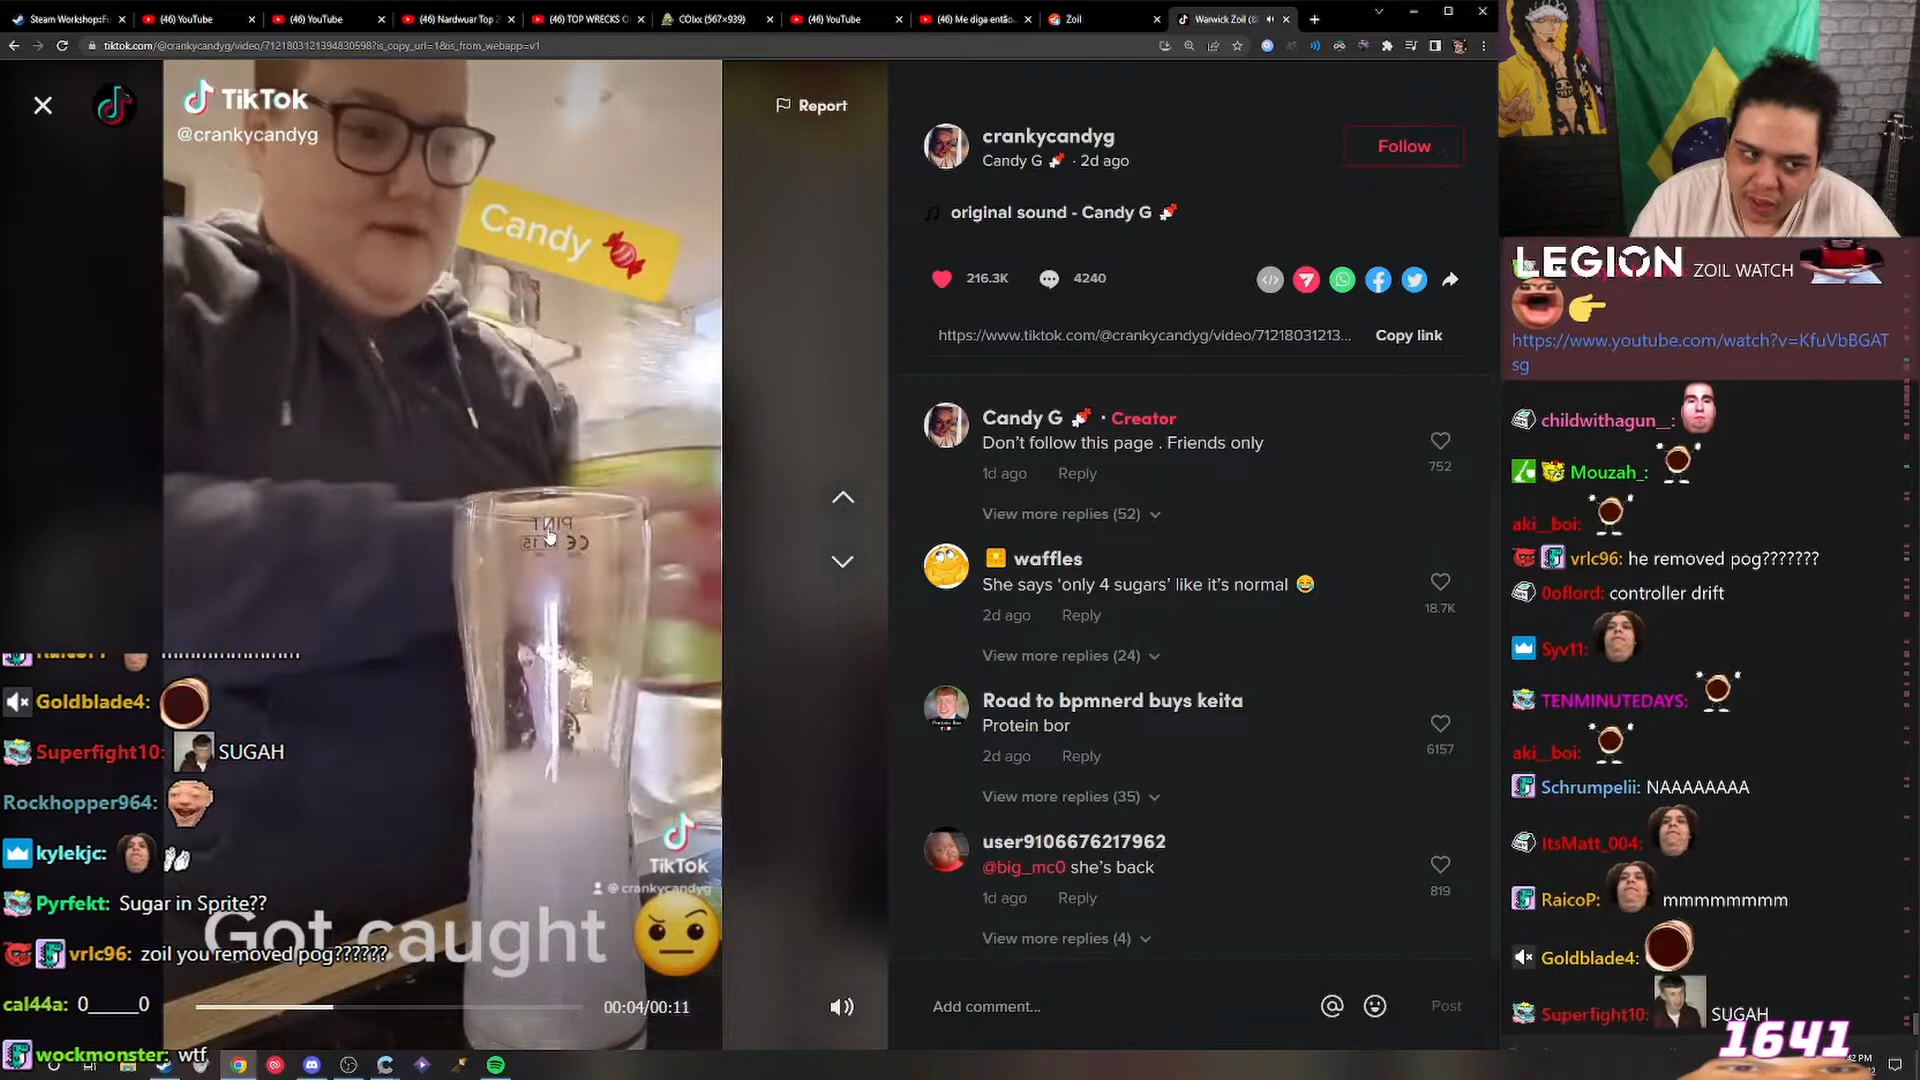 Steam Workshop:Fu
(46) YouTube
(46) YouTube
(46) Nardwuar Top 2
(46) TOP WRECKS O
COIxx (567×939)
(46) YouTube
(46) Me diga então
Zoil
Warwick Zoil (@
tiktok.com/@crankycandyg/video/7121803121394830598?is_copy_url=1&is_from_webapp=v1
TikTok
@crankycandyg
Candy
PINT
Got caught
TikTok
@crankycandyg
00:04/00:11
Report
crankycandyg
Candy G · 2d ago
Follow
original sound - Candy G
216.3K
4240
https://www.tiktok.com/@crankycandyg/video/71218031213...
Copy link
Candy G · Creator
Don't follow this page . Friends only
752
1d ago Reply
View more replies (52)
waffles
She says 'only 4 sugars' like it's normal 😂
18.7K
2d ago Reply
View more replies (24)
Road to bpmnerd buys keita
Protein bor
6157
2d ago Reply
View more replies (35)
user9106676217962
@big_mc0 she's back
819
1d ago Reply
View more replies (4)
Add comment...
Post
Goldblade4:
Superfight10: SUGAH
Rockhopper964:
kylekjc:
Pyrfekt: Sugar in Sprite??
vrlc96: zoil you removed pog??????
cal44a: 0_____0
wockmonster: wtf
LEGION
ZOIL WATCH
https://www.youtube.com/watch?v=KfuVbBGAT
sg
childwithagun__:
Mouzah_:
aki__boi:
vrlc96: he removed pog???????
0oflord: controller drift
Syv11:
TENMINUTEDAYS:
aki__boi:
Schrumpelii: NAAAAAAAA
ItsMatt_004:
RaicoP: mmmmmmmm
Goldblade4:
Superfight10: SUGAH
1641